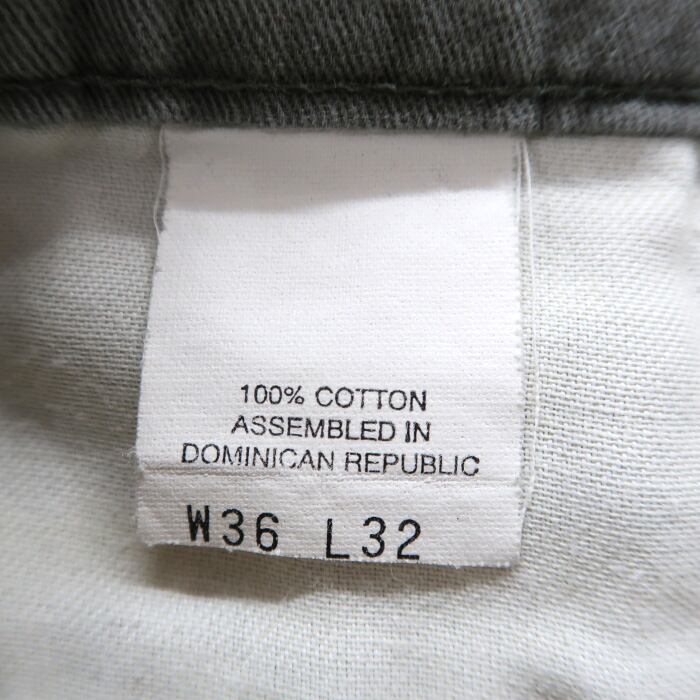 100% COTTON
ASSEMBLED IN
DOMINICAN REPUBLIC
W36 L32